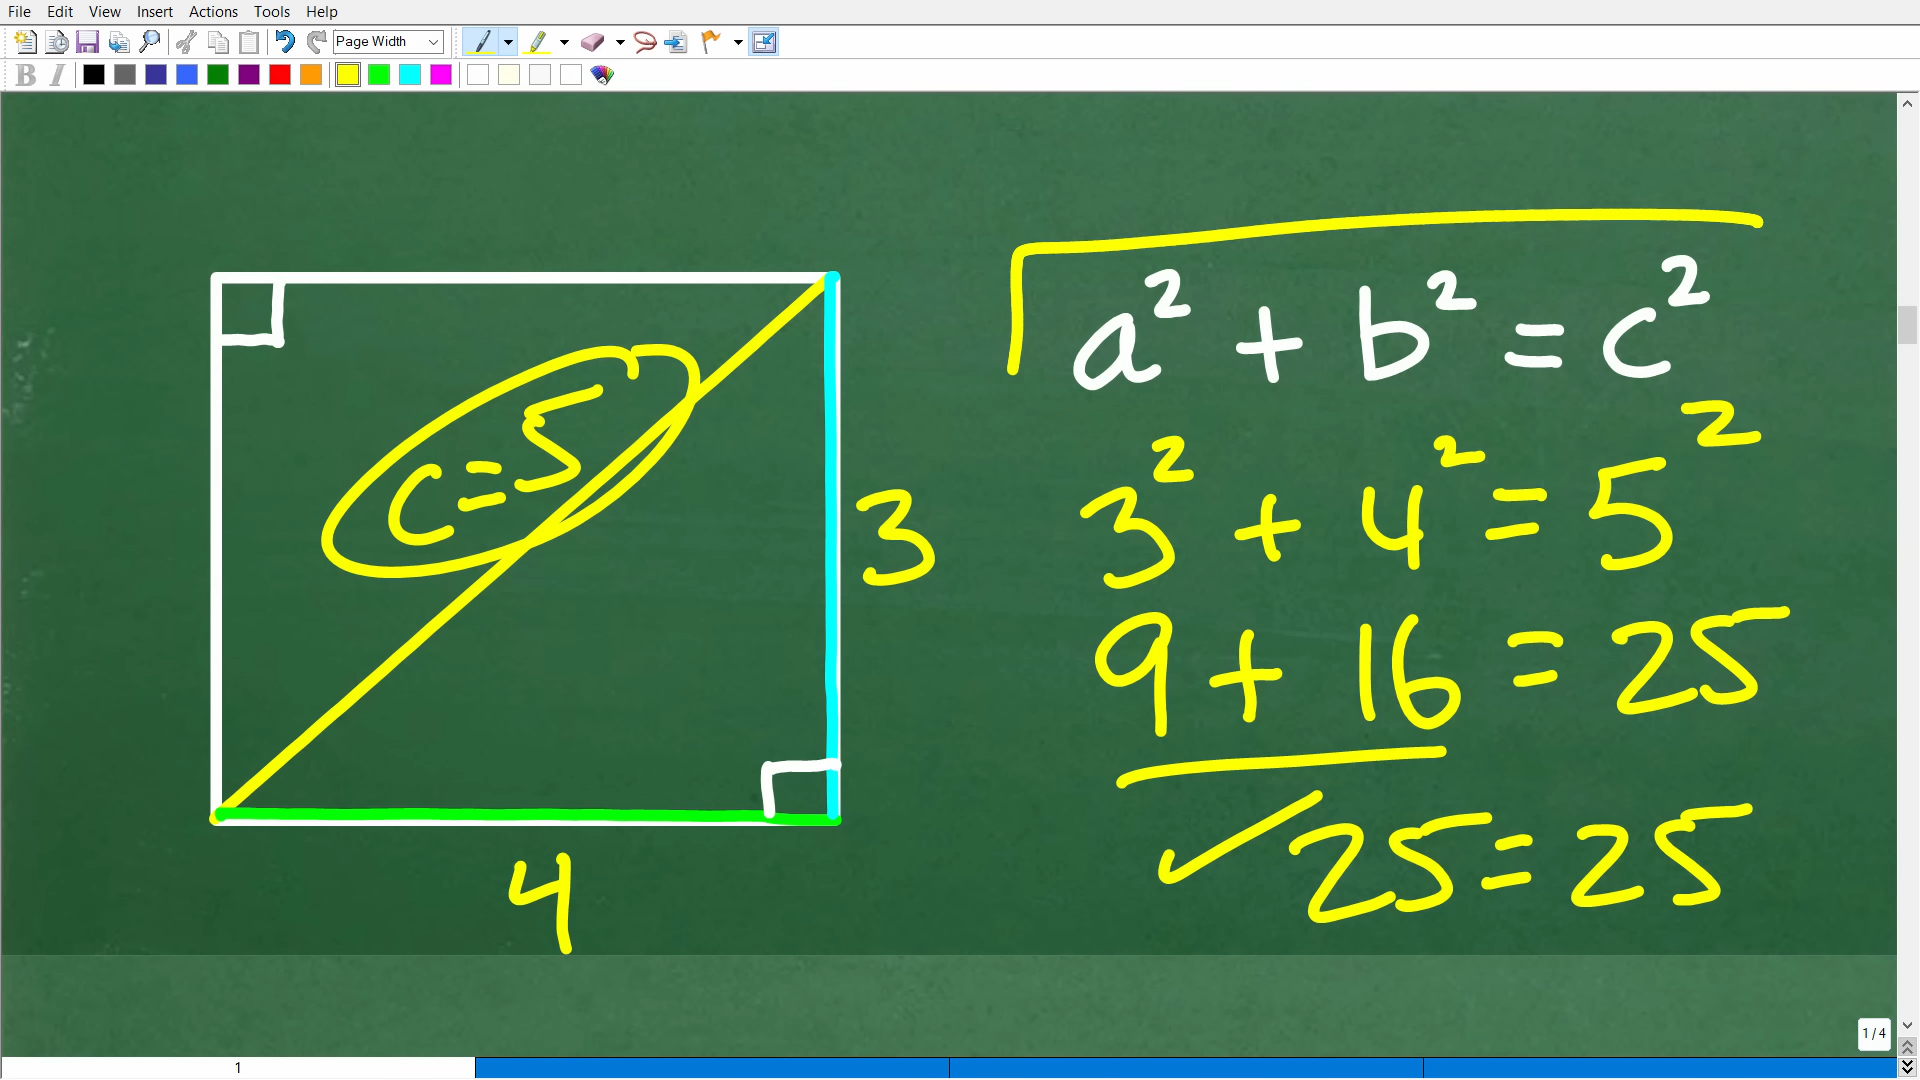 File Edit View Insert Actions Tools Help
Page Width
B I
a² + b² = c²
3² + 4² = 5²
9 + 16 = 25
✓ 25 = 25
c = 5
3
4
1 / 4
1